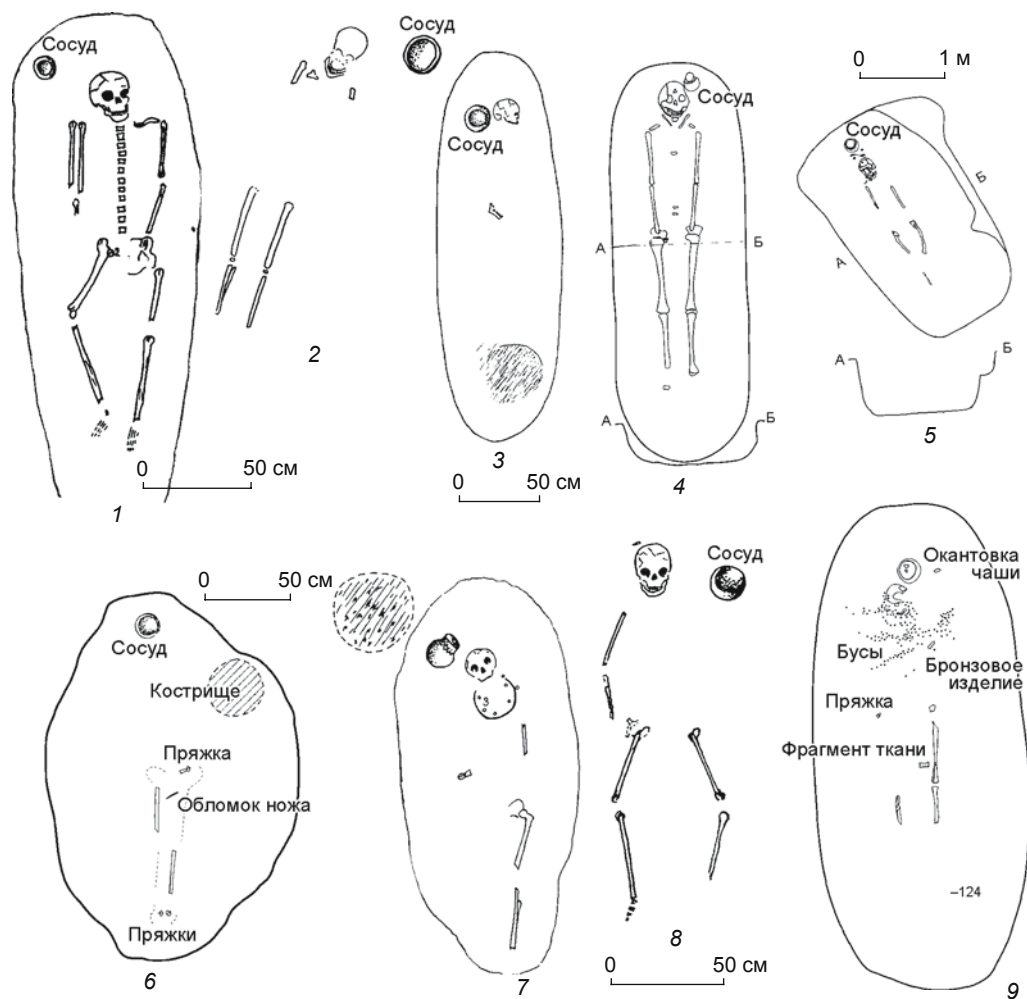 Сосуд
Сосуд
Сосуд
Сосуд
0 1 м
Сосуд
А Б
А Б
А Б
А Б
0 50 см
1
2
3
0 50 см
4
5
0 50 см
Сосуд
Кострище
Пряжка
Обломок ножа
Пряжки
6
3
7
Сосуд
8
0 50 см
Окантовка
чаши
Бусы
Бронзовое
изделие
Пряжка
Фрагмент ткани
–124
9